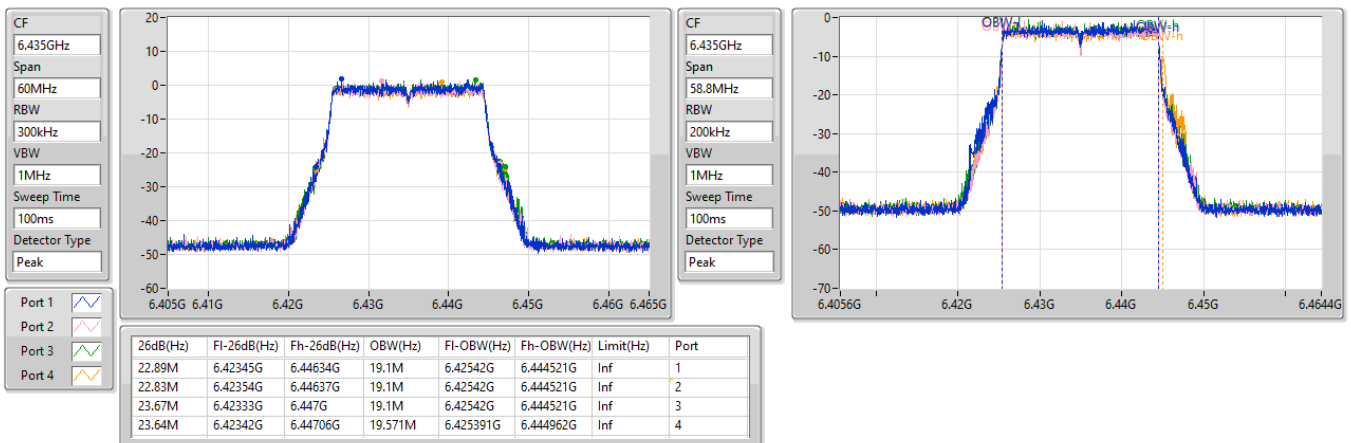 CF
6.435GHz
Span
60MHz
RBW
300kHz
VBW
1MHz
Sweep Time
100ms
Detector Type
Peak
20
10
0
-10
-20
-30
-40
-50
-60
6.405G 6.41G 6.42G 6.43G 6.44G 6.45G 6.46G 6.465G
CF
6.435GHz
Span
58.8MHz
RBW
200kHz
VBW
1MHz
Sweep Time
100ms
Detector Type
Peak
0
-10
-20
-30
-40
-50
-60
-70
OBW-l
OBW-h
OBW-h
6.4056G 6.42G 6.43G 6.44G 6.45G 6.4644G
Port 1
Port 2
Port 3
Port 4
26dB(Hz) Fl-26dB(Hz) Fh-26dB(Hz) OBW(Hz) Fl-OBW(Hz) Fh-OBW(Hz) Limit(Hz) Port
22.89M 6.42345G 6.44634G 19.1M 6.42542G 6.444521G Inf 1
22.83M 6.42354G 6.44637G 19.1M 6.42542G 6.444521G Inf 2
23.67M 6.42333G 6.447G 19.1M 6.42542G 6.444521G Inf 3
23.64M 6.42342G 6.44706G 19.571M 6.425391G 6.444962G Inf 4